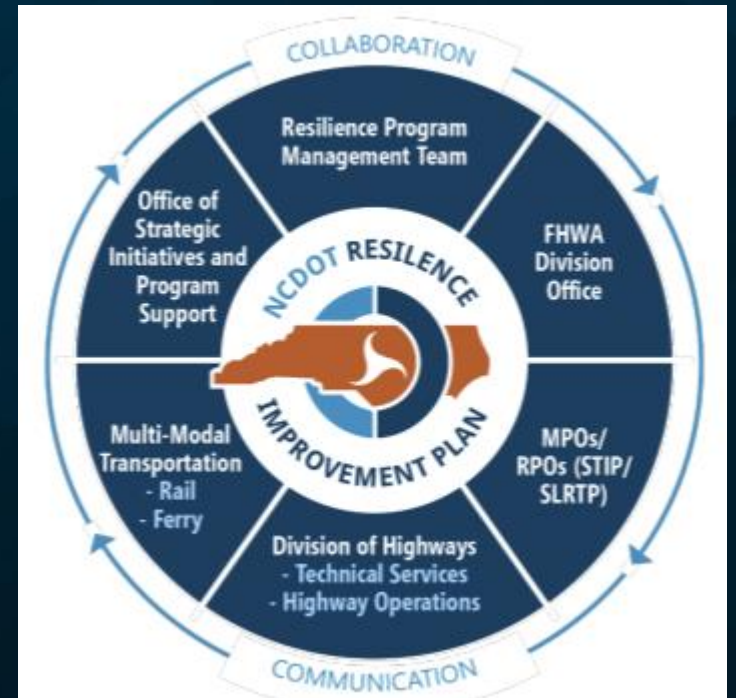 COLLABORATION
Resilience Program
Management Team
FHWA
Division
Office
MPOs/
RPOs (STIP/
SLRTP)
Division of Highways
- Technical Services
- Highway Operations
Multi-Modal
Transportation
- Rail
- Ferry
Office of
Strategic
Initiatives and
Program
Support
NCDOT RESILENCE
IMPROVEMENT PLAN
COMMUNICATION